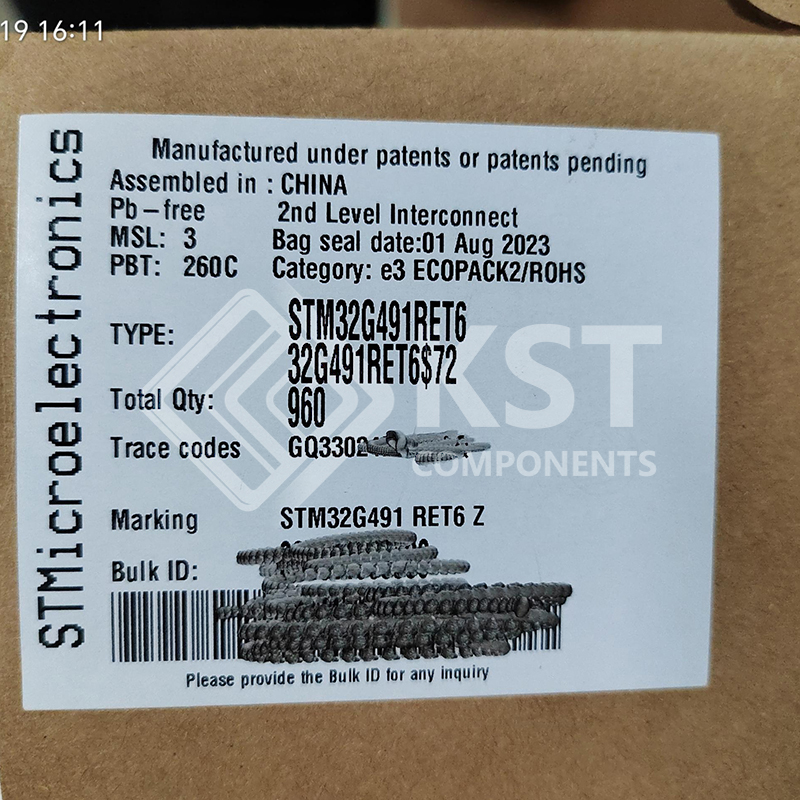 19 16:11
STMicroelectronics
Manufactured under patents or patents pending
Assembled in : CHINA
Pb-free 2nd Level Interconnect
MSL: 3 Bag seal date:01 Aug 2023
PBT: 260C Category: e3 ECOPACK2/ROHS
TYPE: STM32G491RET6
32G491RET6$72
Total Qty: 960
KST
COMPONENTS
Trace codes GQ330
Marking STM32G491 RET6 Z
Bulk ID:
Please provide the Bulk ID for any inquiry